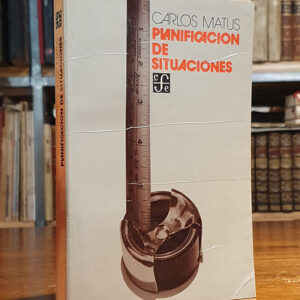 CARLOS MATUS
PLANIFICACION
DE
SITUACIONES
PLANIFICACION DE SITUACIONES